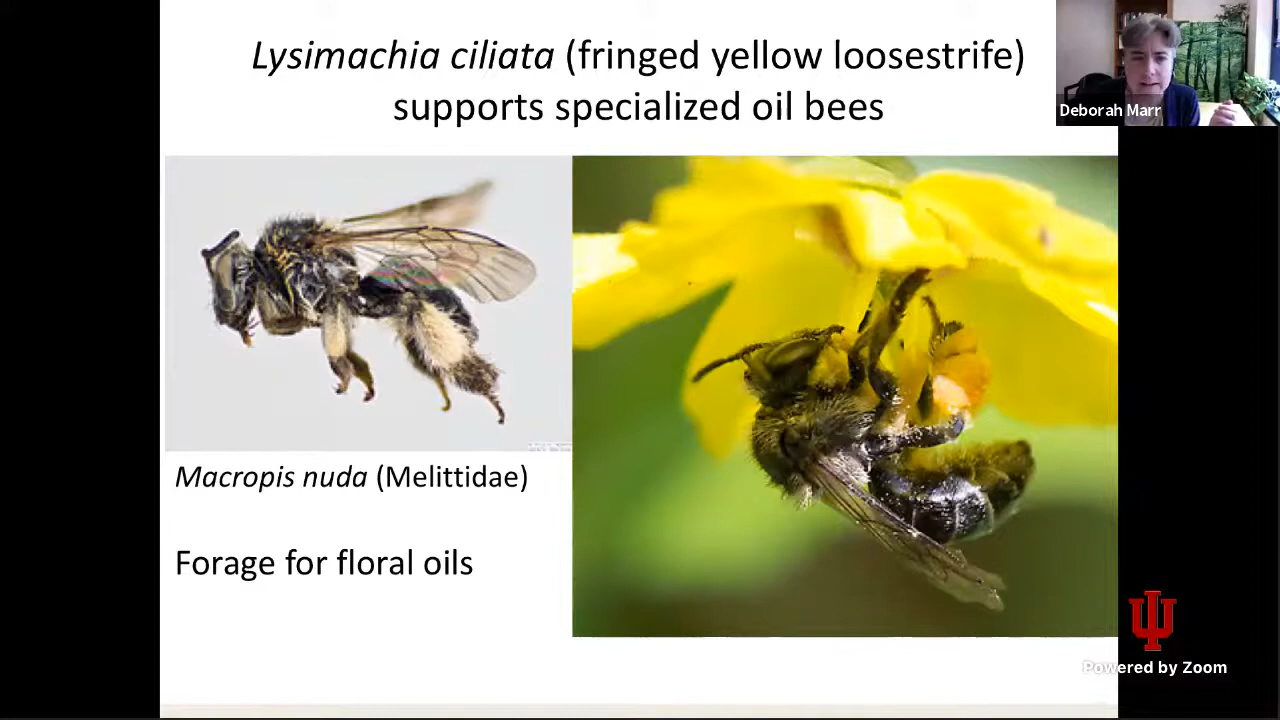 Lysimachia ciliata (fringed yellow loosestrife)
supports specialized oil bees
Deborah Marr
Macropis nuda (Melittidae)
Forage for floral oils
Powered by Zoom